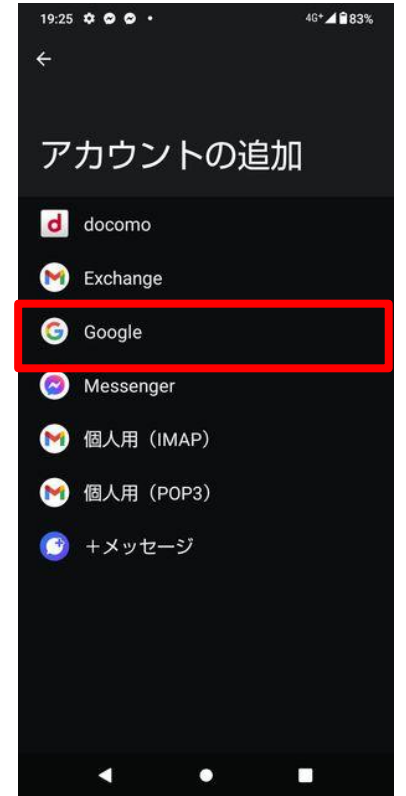 19:25 4G+ 83%
アカウントの追加
docomo
Exchange
Google
Messenger
個人用（IMAP）
個人用（POP3）
＋メッセージ